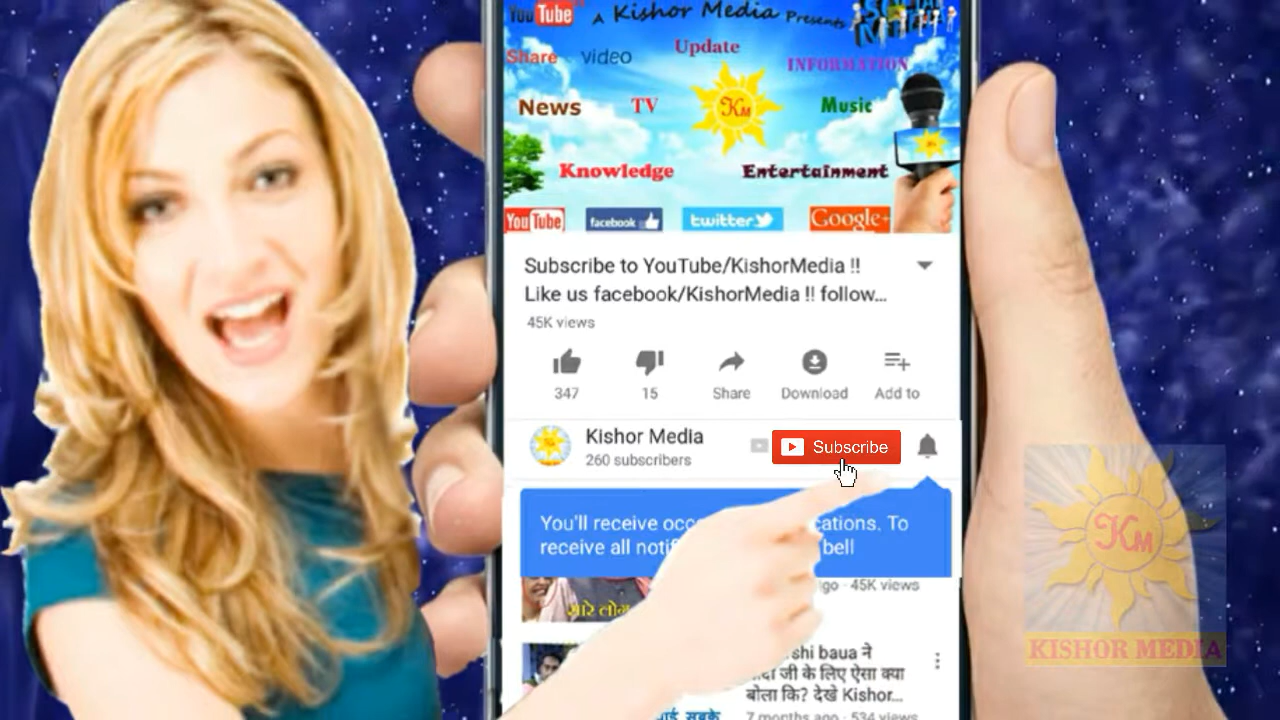 YouTube A Kishor Media Presents
Share video Update INFORMATION
News TV KM Music
Knowledge Entertainment
YouTube facebook twitter Google+
Subscribe to YouTube/KishorMedia !!
Like us facebook/KishorMedia !! follow...
45K views
347 15 Share Download Add to
Kishor Media Subscribe
260 subscribers
You'll receive cations. To
receive all bell
सारे लोग
ago · 45K views
shi baua ने
जी के लिए ऐसा क्या
बोला कि? देखे Kishor...
7 months ago · 534 views
KM
KISHOR MEDIA